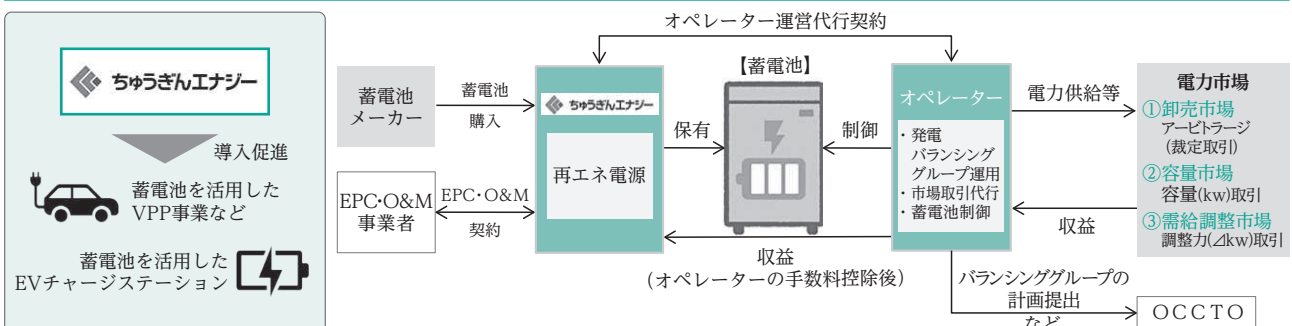 ちゅうぎんエナジー
導入促進
蓄電池を活用した
VPP事業など
蓄電池を活用した
EVチャージステーション
オペレーター運営代行契約
蓄電池
メーカー
蓄電池
購入
EPC・O&M
事業者
EPC・O&M
契約
ちゅうぎんエナジー
再エネ電源
保有
【蓄電池】
制御
収益
(オペレーターの手数料控除後)
オペレーター
・発電
バランシング
グループ運用
・市場取引代行
・蓄電池制御
電力供給等
収益
電力市場
①卸売市場
アービトラージ
(裁定取引)
②容量市場
容量(kw)取引
③需給調整市場
調整力(⊿kw)取引
バランシンググループの
計画提出
など
OCCTO